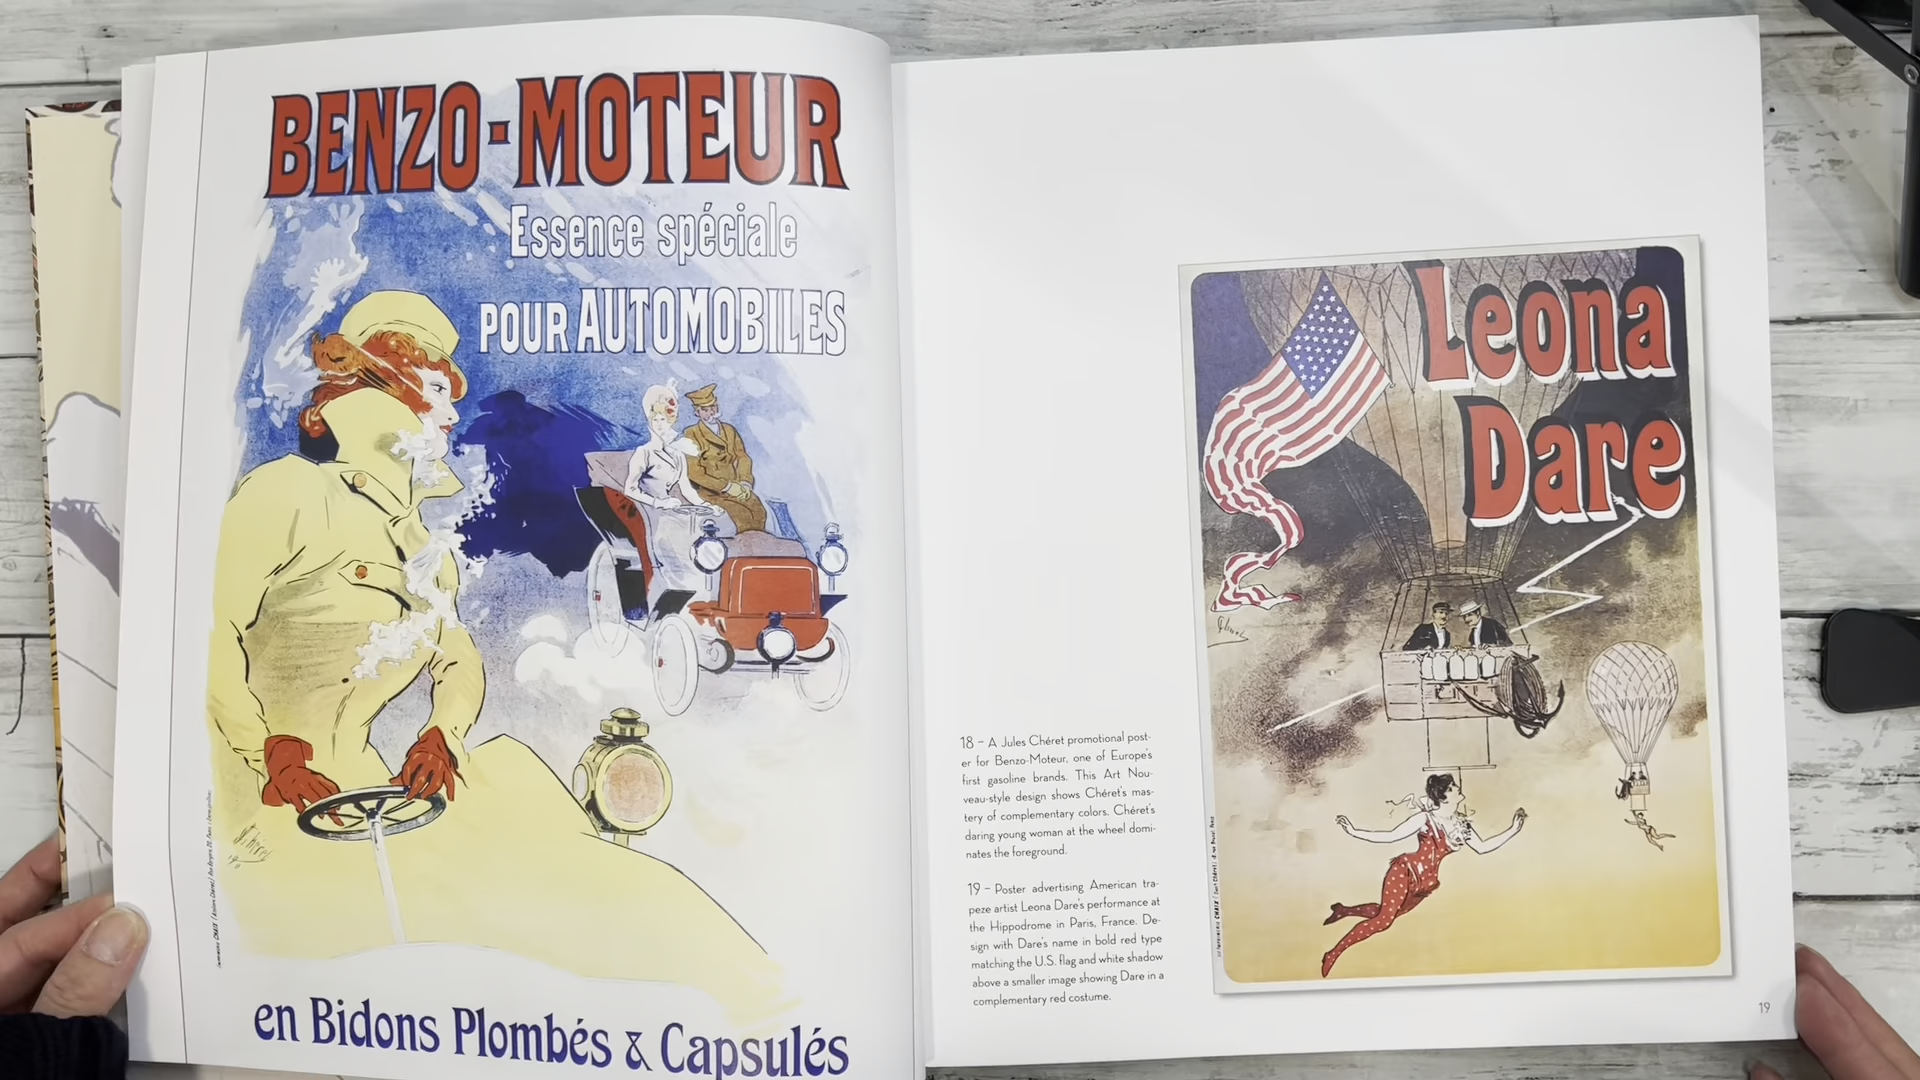 BENZO-MOTEUR
Essence spéciale
POUR AUTOMOBILES
en Bidons Plombés & Capsulés
Leona
Dare
18 – A Jules Chéret promotional post-
er for Benzo-Moteur, one of Europe's
first gasoline brands. This Art Nou-
veau-style design shows Chéret's mas-
tery of complementary colors. Chéret's
daring young woman at the wheel domi-
nates the foreground.
19 – Poster advertising American tra-
peze artist Leona Dare's performance at
the Hippodrome in Paris, France. De-
sign with Dare's name in bold red type
matching the U.S. flag and white shadow
above a smaller image showing Dare in a
complementary red costume.
19